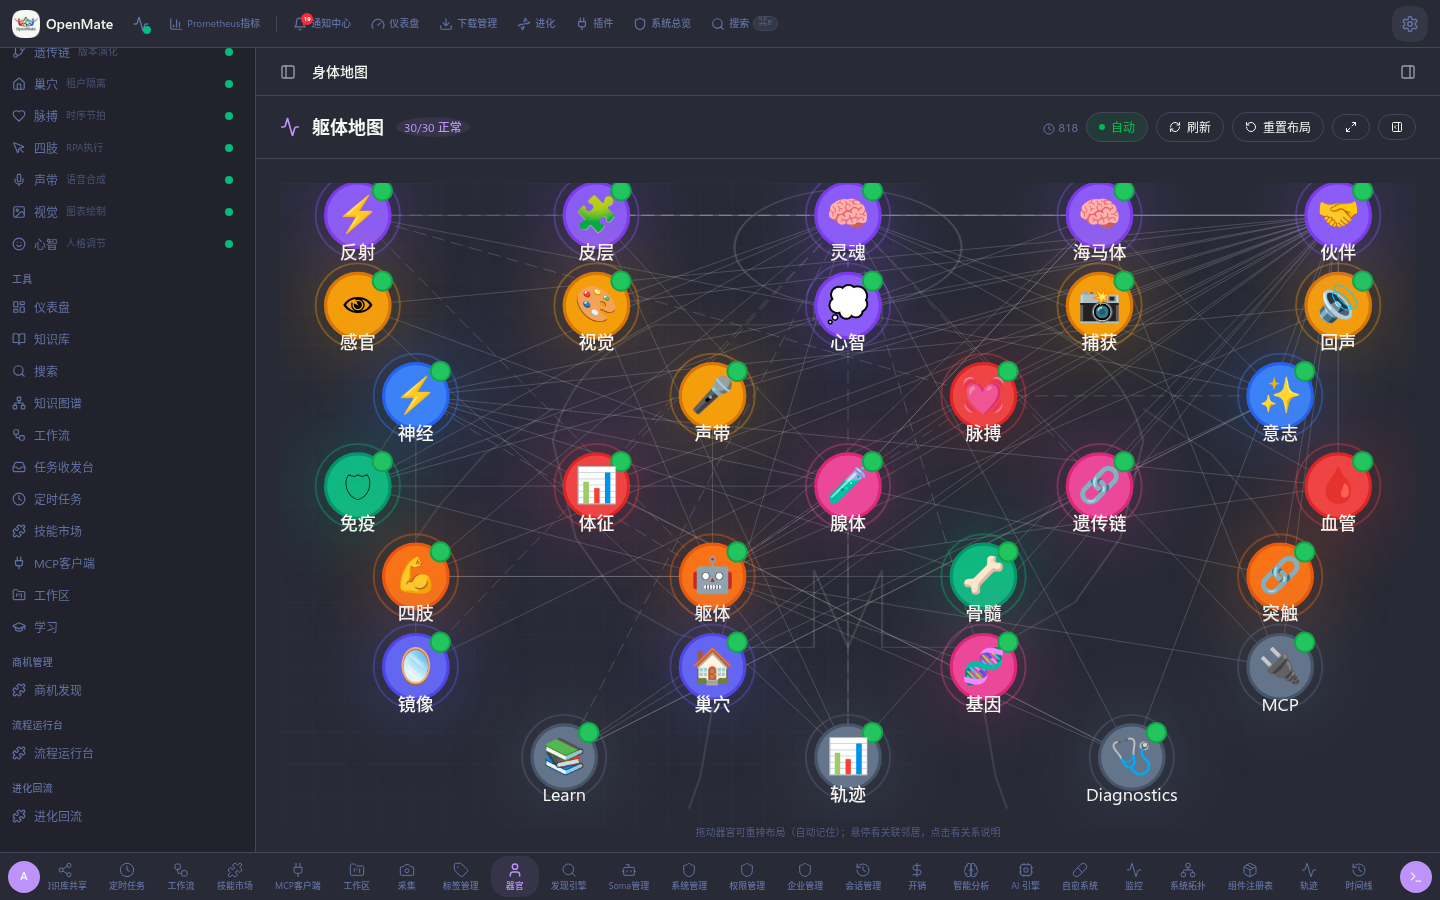 OpenMate
Prometheus指标
19
通知中心
仪表盘
下载管理
进化
插件
系统总览
搜索
⌘K
遗传链 版本演化
巢穴 租户隔离
脉搏 时序节拍
四肢 RPA执行
声带 语音合成
视觉 图表绘制
心智 人格调节
工具
仪表盘
知识库
搜索
知识图谱
工作流
任务收发台
定时任务
技能市场
MCP客户端
工作区
学习
商机管理
商机发现
流程运行台
流程运行台
进化回流
进化回流
身体地图
躯体地图
30/30 正常
818
自动
刷新
重置布局
反射
皮层
灵魂
海马体
伙伴
感官
视觉
心智
捕获
回声
神经
声带
脉搏
意志
免疫
体征
腺体
遗传链
血管
四肢
躯体
骨髓
突触
镜像
巢穴
基因
MCP
Learn
轨迹
Diagnostics
拖动器官可重排布局（自动记住）；悬停看关联邻居，点击看关系说明
A
识库共享
定时任务
工作流
技能市场
MCP客户端
工作区
采集
标签管理
器官
发现引擎
Soma管理
系统管理
权限管理
企业管理
会话管理
开销
智能分析
AI 引擎
自愈系统
监控
系统拓扑
组件注册表
轨迹
时间线